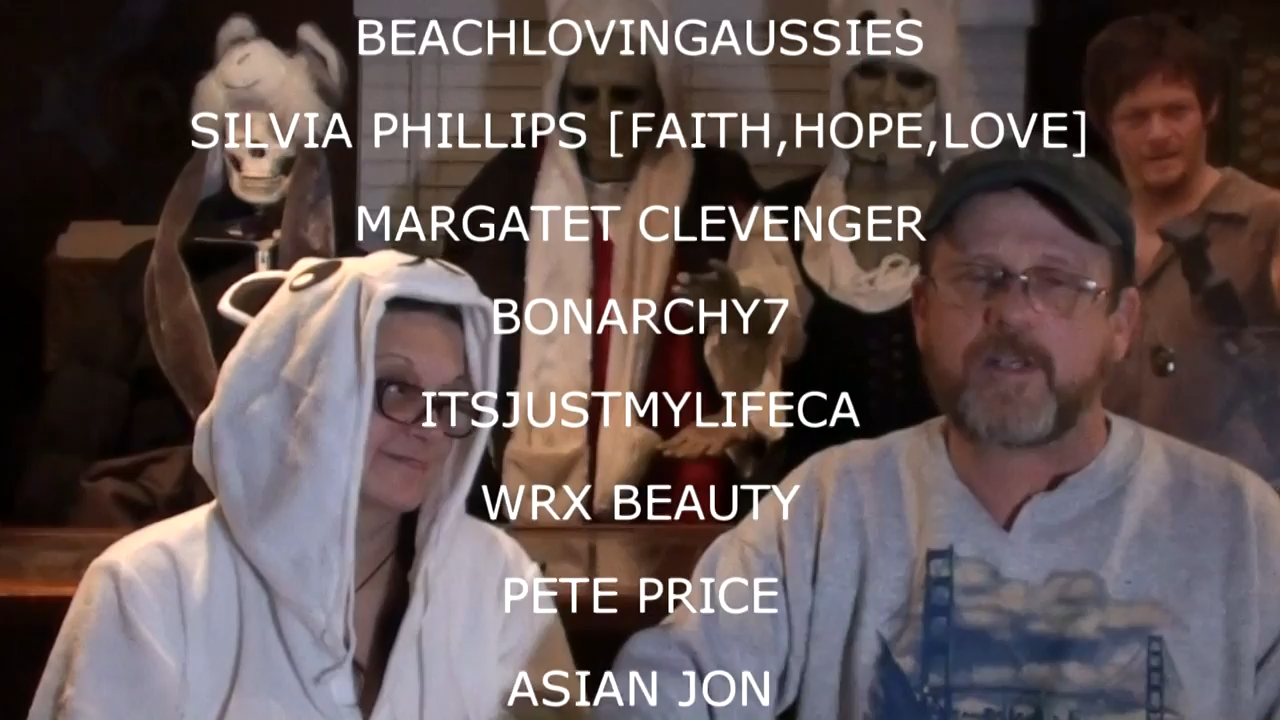 BEACHLOVINGAUSSIES
SILVIA PHILLIPS [FAITH,HOPE,LOVE]
MARGATET CLEVENGER
BONARCHY7
ITSJUSTMYLIFECA
WRX BEAUTY
PETE PRICE
ASIAN JON